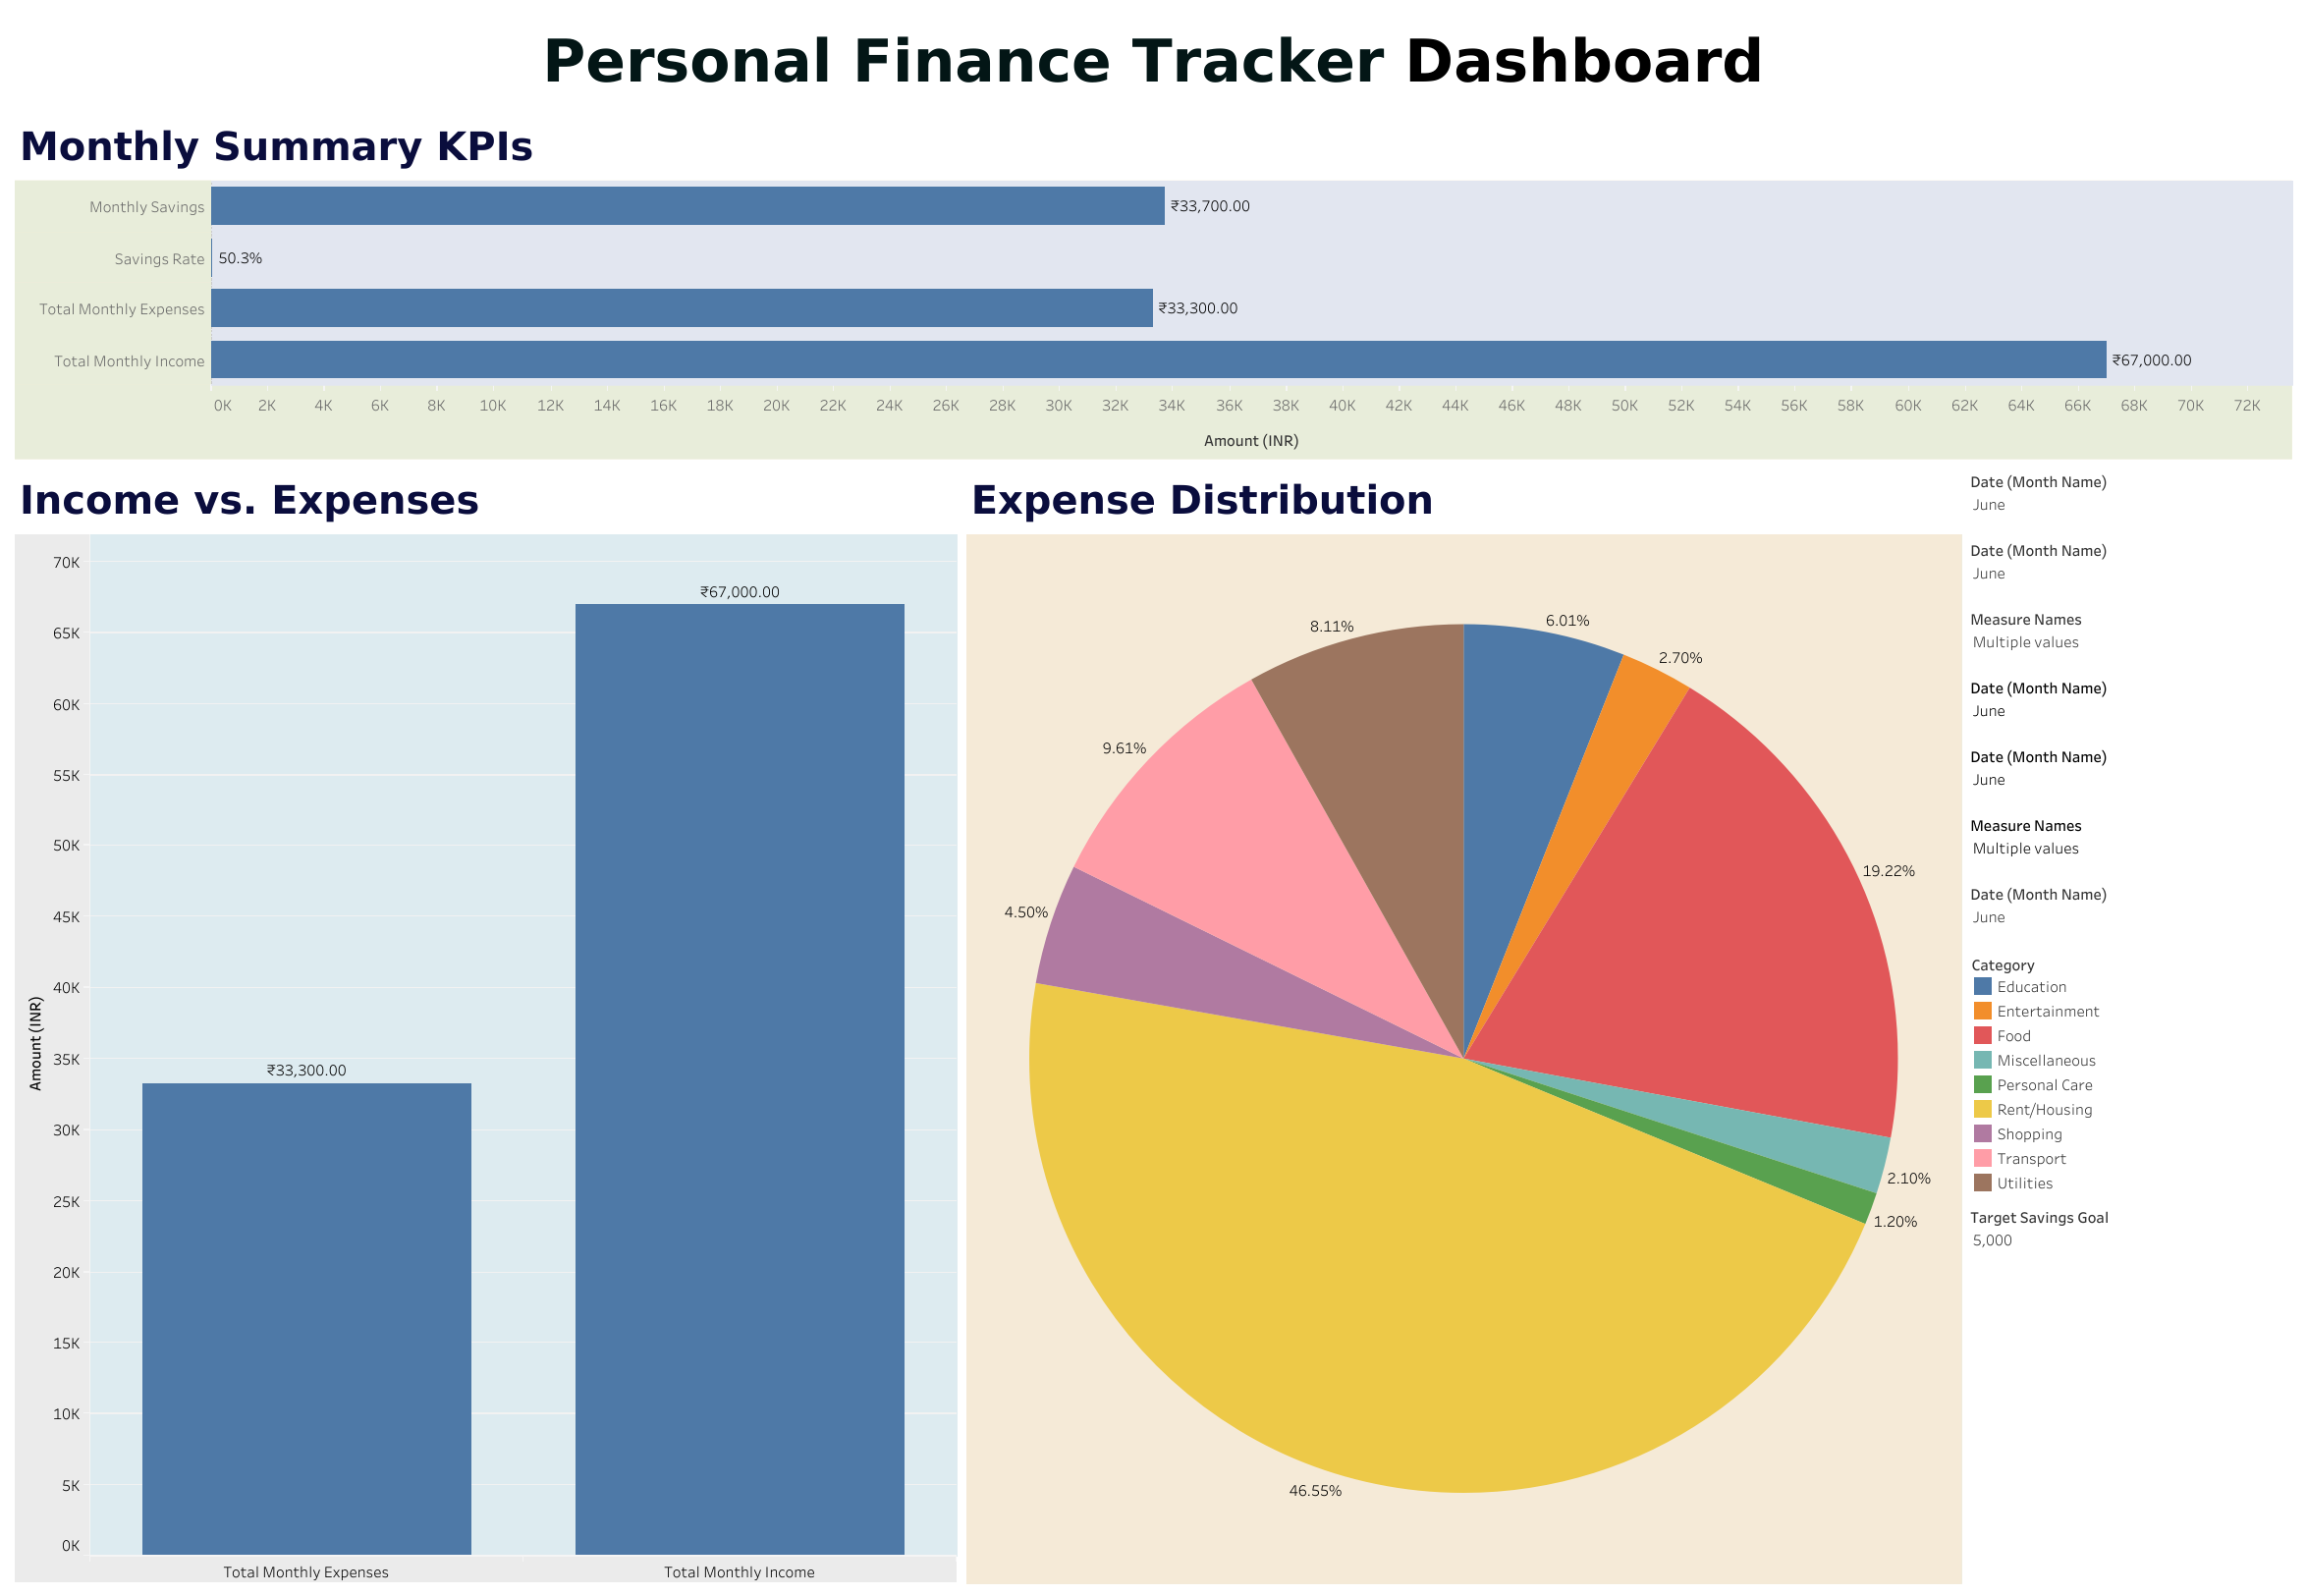 Personal Finance Tracker Dashboard
Monthly Summary KPIs
Monthly Savings ₹33,700.00
Savings Rate 50.3%
Total Monthly Expenses ₹33,300.00
Total Monthly Income ₹67,000.00
0K 2K 4K 6K 8K 10K 12K 14K 16K 18K 20K 22K 24K 26K 28K 30K 32K 34K 36K 38K 40K 42K 44K 46K 48K 50K 52K 54K 56K 58K 60K 62K 64K 66K 68K 70K 72K
Amount (INR)
Income vs. Expenses
70K
65K
60K
55K
50K
45K
40K
35K
30K
25K
20K
15K
10K
5K
0K
Amount (INR)
₹33,300.00
₹67,000.00
Total Monthly Expenses
Total Monthly Income
Expense Distribution
6.01%
2.70%
19.22%
2.10%
1.20%
46.55%
4.50%
9.61%
8.11%
Date (Month Name)
June
Date (Month Name)
June
Measure Names
Multiple values
Date (Month Name)
June
Date (Month Name)
June
Measure Names
Multiple values
Date (Month Name)
June
Category
Education
Entertainment
Food
Miscellaneous
Personal Care
Rent/Housing
Shopping
Transport
Utilities
Target Savings Goal
5,000